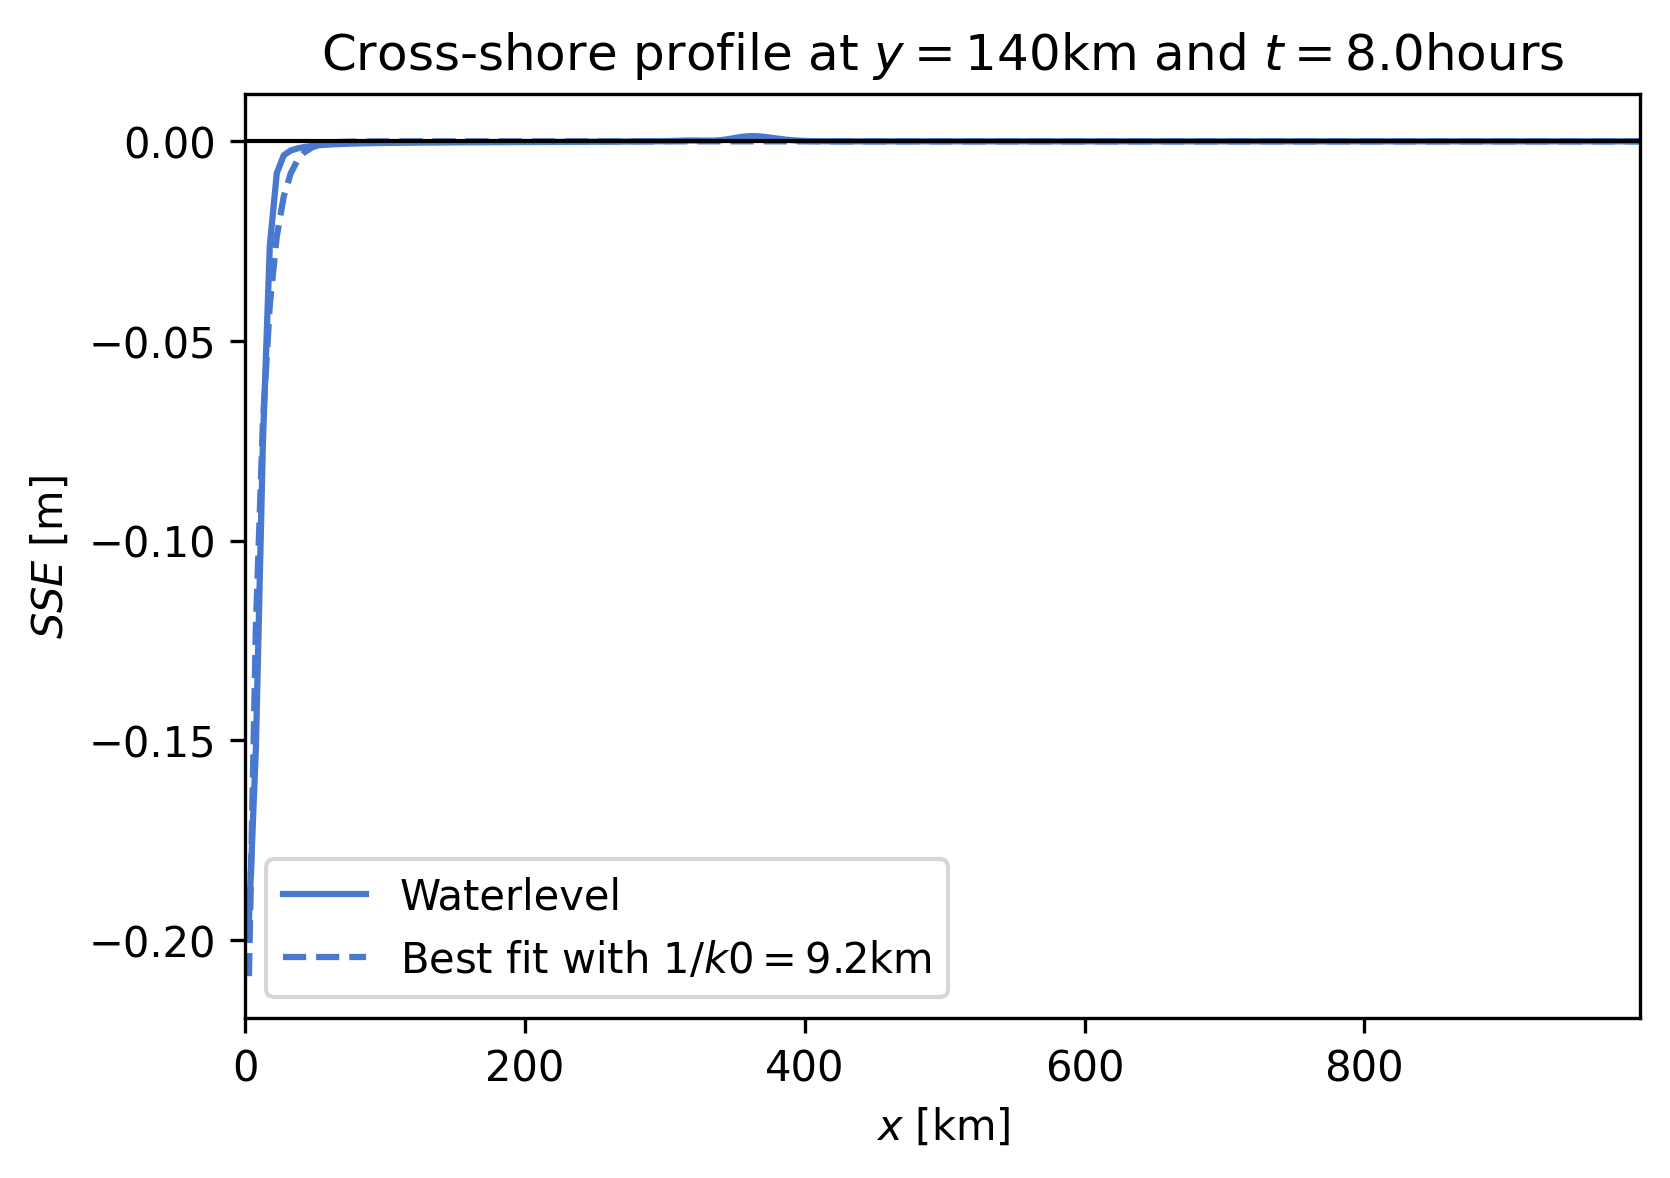 Cross-shore profile at y = 140km and t = 8.0hours
0.00
−0.05
−0.10
−0.15
−0.20
SSE [m]
Waterlevel
Best fit with 1/k0 = 9.2km
0 200 400 600 800
x [km]